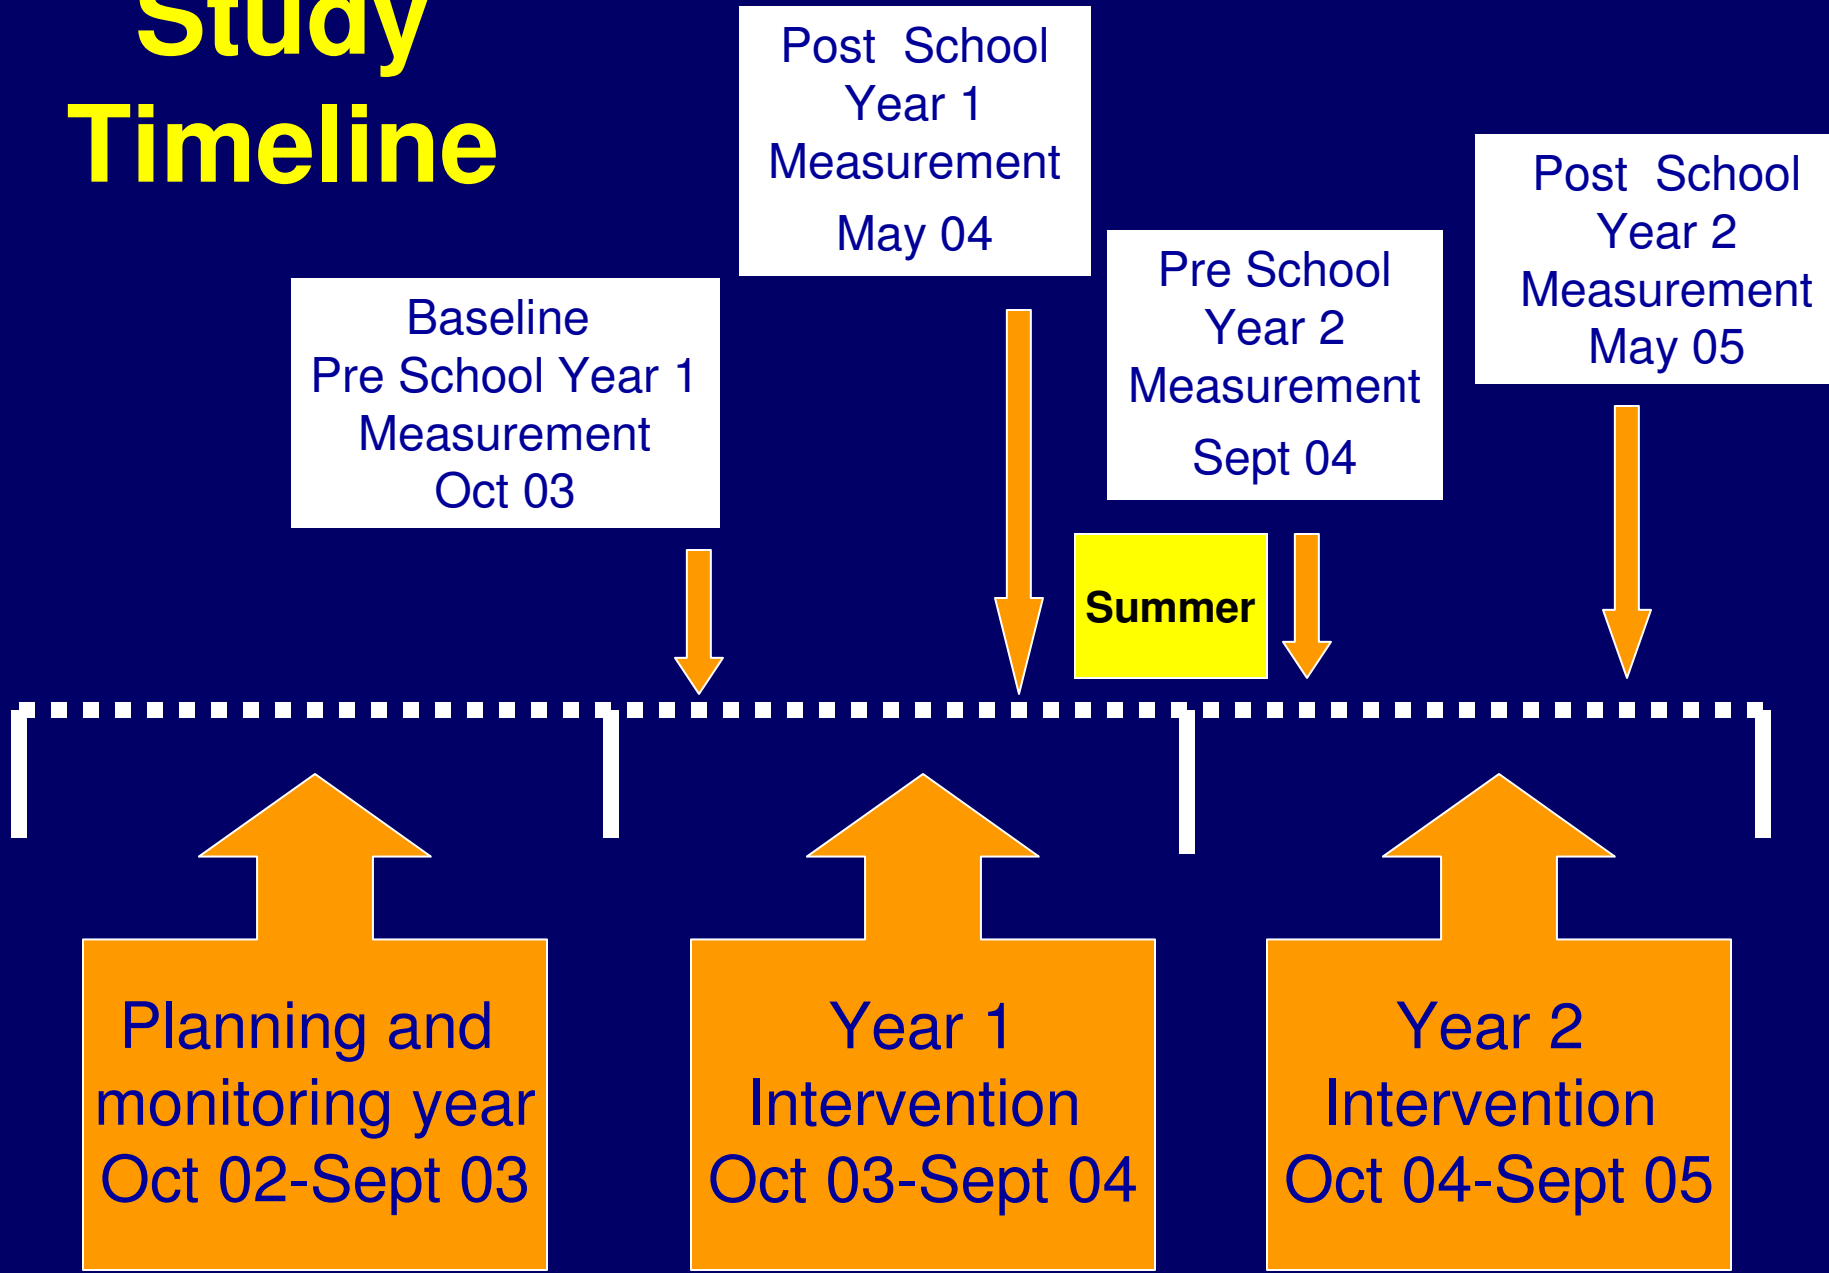 Study
Timeline
Post School
Year 1
Measurement
May 04
Post School
Year 2
Measurement
May 05
Pre School
Year 2
Measurement
Sept 04
Baseline
Pre School Year 1
Measurement
Oct 03
Summer
Planning and
monitoring year
Oct 02-Sept 03
Year 1
Intervention
Oct 03-Sept 04
Year 2
Intervention
Oct 04-Sept 05